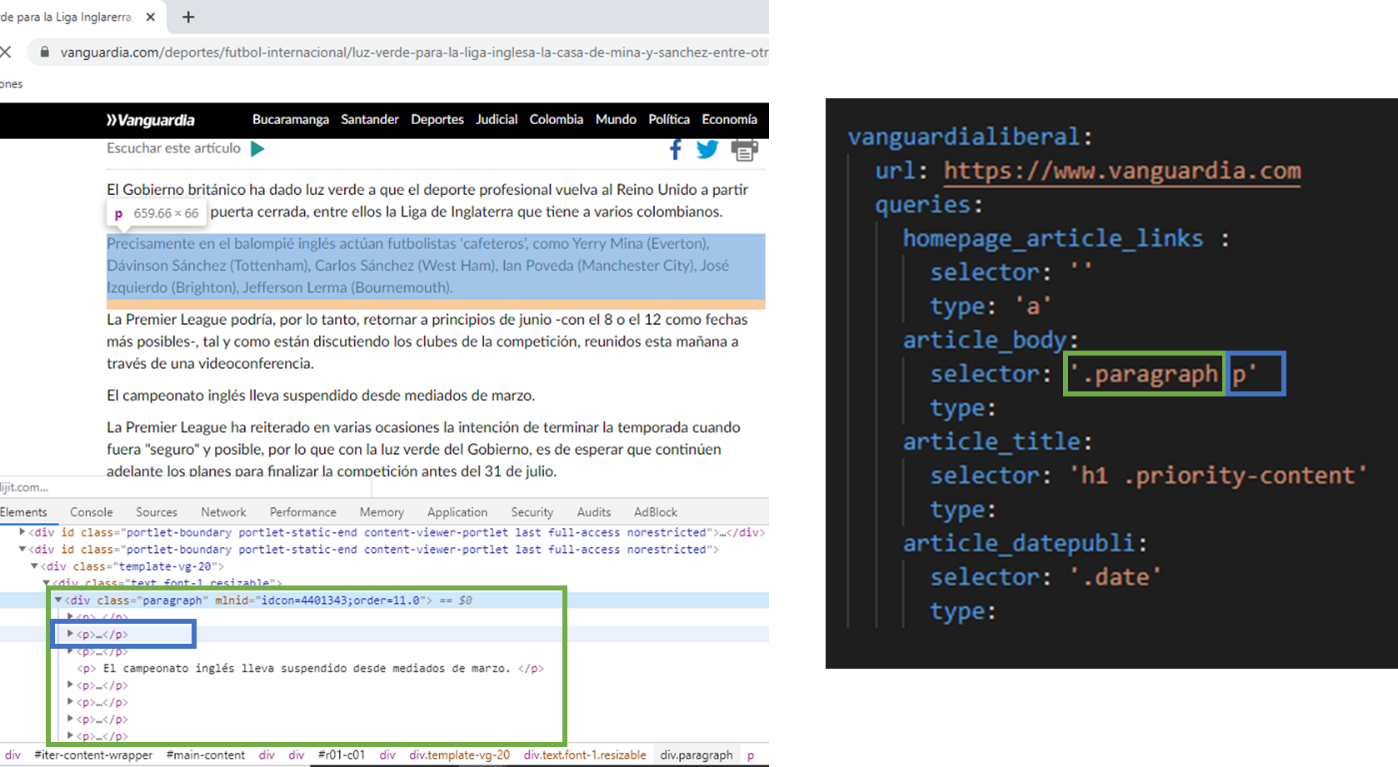 rde para la Liga Inglarerra, × +
vanguardia.com/deportes/futbol-internacional/luz-verde-para-la-liga-inglesa-la-casa-de-mina-y-sanchez-entre-otr
ones
Vanguardia Bucaramanga Santander Deportes Judicial Colombia Mundo Política Economía
Escuchar este artículo
El Gobierno británico ha dado luz verde a que el deporte profesional vuelva al Reino Unido a partir
p 659.66 × 66 puerta cerrada, entre ellos la Liga de Inglaterra que tiene a varios colombianos.
Precisamente en el balompié inglés actúan futbolistas 'cafeteros', como Yerry Mina (Everton),
Dávinson Sánchez (Tottenham), Carlos Sánchez (West Ham), Ian Poveda (Manchester City), José
Izquierdo (Brighton), Jefferson Lerma (Bournemouth).
La Premier League podría, por lo tanto, retornar a principios de junio -con el 8 o el 12 como fechas
más posibles-, tal y como están discutiendo los clubes de la competición, reunidos esta mañana a
través de una videoconferencia.
El campeonato inglés lleva suspendido desde mediados de marzo.
La Premier League ha reiterado en varias ocasiones la intención de terminar la temporada cuando
fuera "seguro" y posible, por lo que con la luz verde del Gobierno, es de esperar que continúen
adelante los planes para finalizar la competición antes del 31 de julio.
lijit.com...
Elements Console Sources Network Performance Memory Application Security Audits AdBlock
<div id class="portlet-boundary portlet-static-end content-viewer-portlet last full-access norestricted">…</div>
<div id class="portlet-boundary portlet-static-end content-viewer-portlet last full-access norestricted">
<div class="template-vg-20">
<div class="text font-1 resizable">
<div class="paragraph" mlnid="idcon=4401343;order=11.0"> == $0
<p>…</p>
<p>…</p>
<p>…</p>
<p> El campeonato inglés lleva suspendido desde mediados de marzo. </p>
<p>…</p>
<p>…</p>
<p>…</p>
<p>…</p>
div #iter-content-wrapper #main-content div div #r01-c01 div div.template-vg-20 div.text.font-1.resizable div.paragraph p
vanguardialiberal:
url: https://www.vanguardia.com
queries:
homepage_article_links :
selector: ''
type: 'a'
article_body:
selector: '.paragraph p'
type:
article_title:
selector: 'h1 .priority-content'
type:
article_datepubli:
selector: '.date'
type: